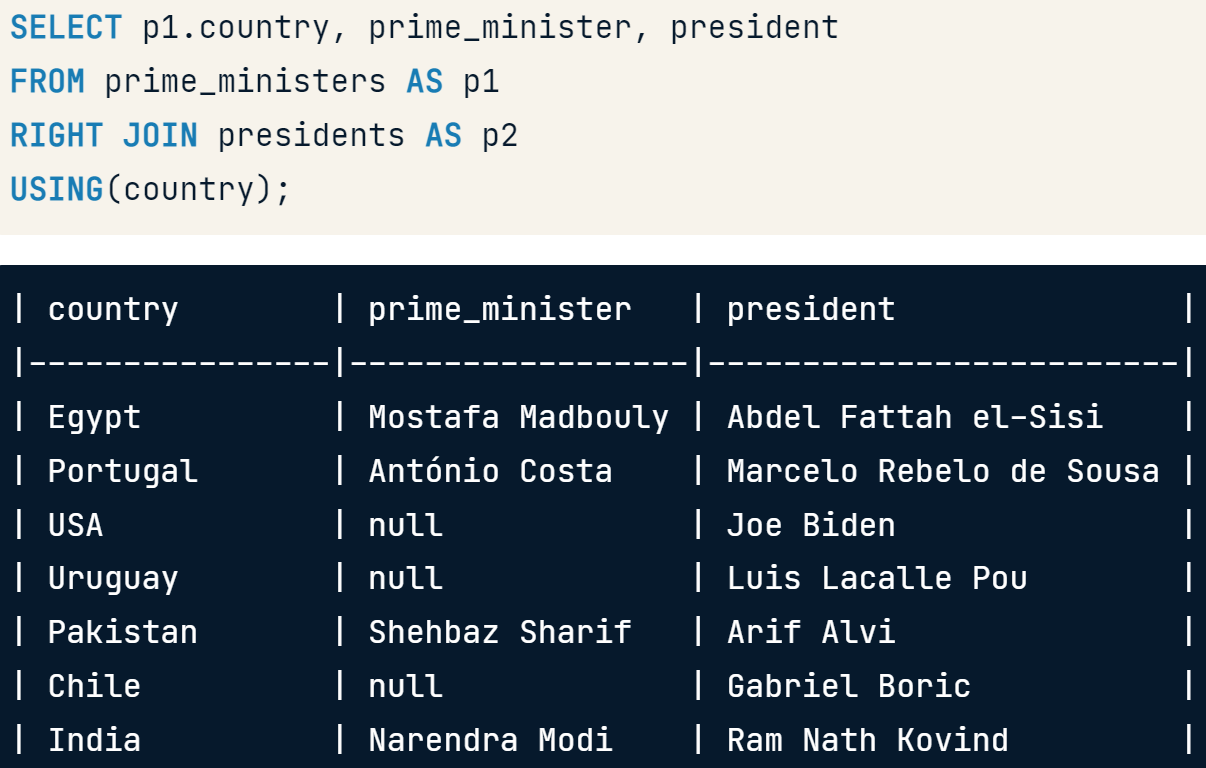 SELECT p1.country, prime_minister, president
FROM prime_ministers AS p1
RIGHT JOIN presidents AS p2
USING(country);
| country        | prime_minister   | president               |
|----------------|------------------|-------------------------|
| Egypt          | Mostafa Madbouly | Abdel Fattah el-Sisi    |
| Portugal       | António Costa    | Marcelo Rebelo de Sousa |
| USA            | null             | Joe Biden               |
| Uruguay        | null             | Luis Lacalle Pou        |
| Pakistan       | Shehbaz Sharif   | Arif Alvi               |
| Chile          | null             | Gabriel Boric           |
| India          | Narendra Modi    | Ram Nath Kovind         |